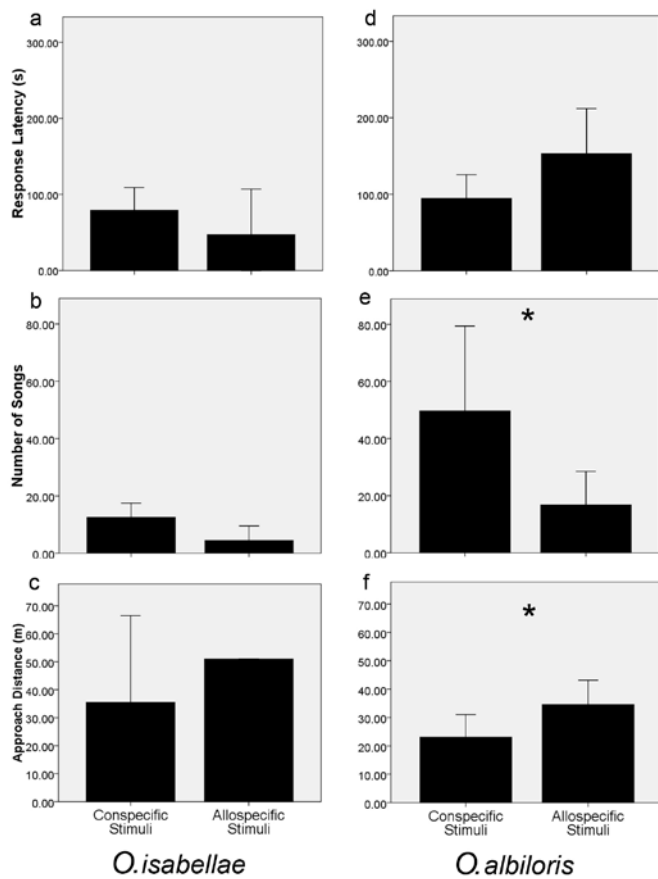 a
Response Latency (s)
300.00
200.00
100.00
0.00
d
300.00
200.00
100.00
0.00
b
Number of Songs
80.00
60.00
40.00
20.00
0.00
e
*
80.00
60.00
40.00
20.00
0.00
c
Approach Distance (m)
70.00
60.00
50.00
40.00
30.00
20.00
10.00
0.00
Conspecific
Stimuli
Allospecific
Stimuli
f
*
70.00
60.00
50.00
40.00
30.00
20.00
10.00
0.00
Conspecific
Stimuli
Allospecific
Stimuli
O.isabellae
O.albiloris